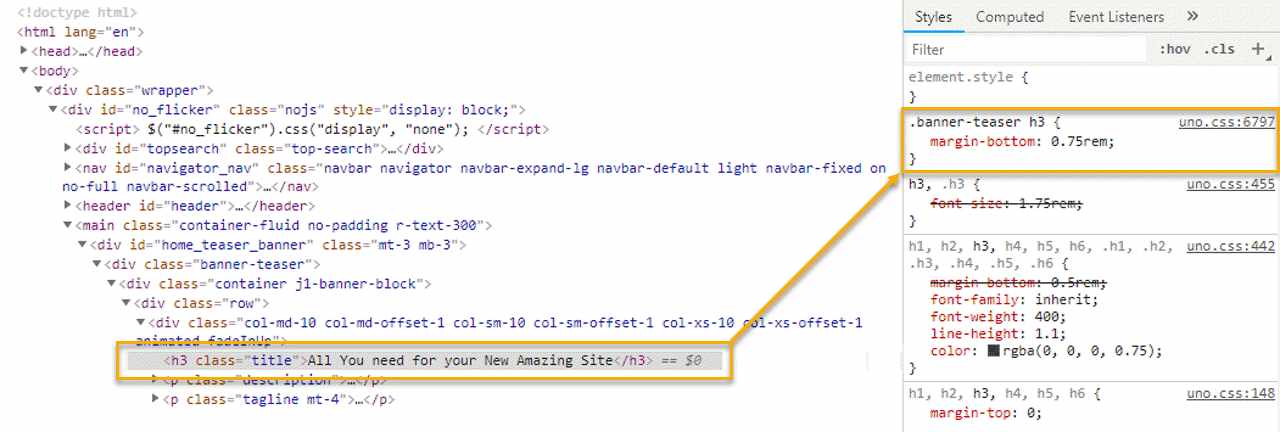 <!doctype html>
<html lang="en">
▶<head>…</head>
▼<body>
▼<div class="wrapper">
▼<div id="no_flicker" class="nojs" style="display: block;">
<script> $("#no_flicker").css("display", "none"); </script>
▶<div id="topsearch" class="top-search">…</div>
▶<nav id="navigator_nav" class="navbar navigator navbar-expand-lg navbar-default light navbar-fixed on
no-full navbar-scrolled">…</nav>
▶<header id="header">…</header>
▼<main class="container-fluid no-padding r-text-300">
▼<div id="home_teaser_banner" class="mt-3 mb-3">
▼<div class="banner-teaser">
▼<div class="container j1-banner-block">
▼<div class="row">
▼<div class="col-md-10 col-md-offset-1 col-sm-10 col-sm-offset-1 col-xs-10 col-xs-offset-1
animated fadeInUp">
<h3 class="title">All You need for your New Amazing Site</h3> == $0
▶<p class="description">…</p>
▶<p class="tagline mt-4">…</p>
Styles Computed Event Listeners »
Filter :hov .cls +
element.style {
}
.banner-teaser h3 { uno.css:6797
margin-bottom: 0.75rem;
}
h3, .h3 { uno.css:455
font-size: 1.75rem;
}
h1, h2, h3, h4, h5, h6, .h1, .h2, uno.css:442
.h3, .h4, .h5, .h6 {
margin-bottom: 0.5rem;
font-family: inherit;
font-weight: 400;
line-height: 1.1;
color: rgba(0, 0, 0, 0.75);
}
h1, h2, h3, h4, h5, h6 { uno.css:148
margin-top: 0;